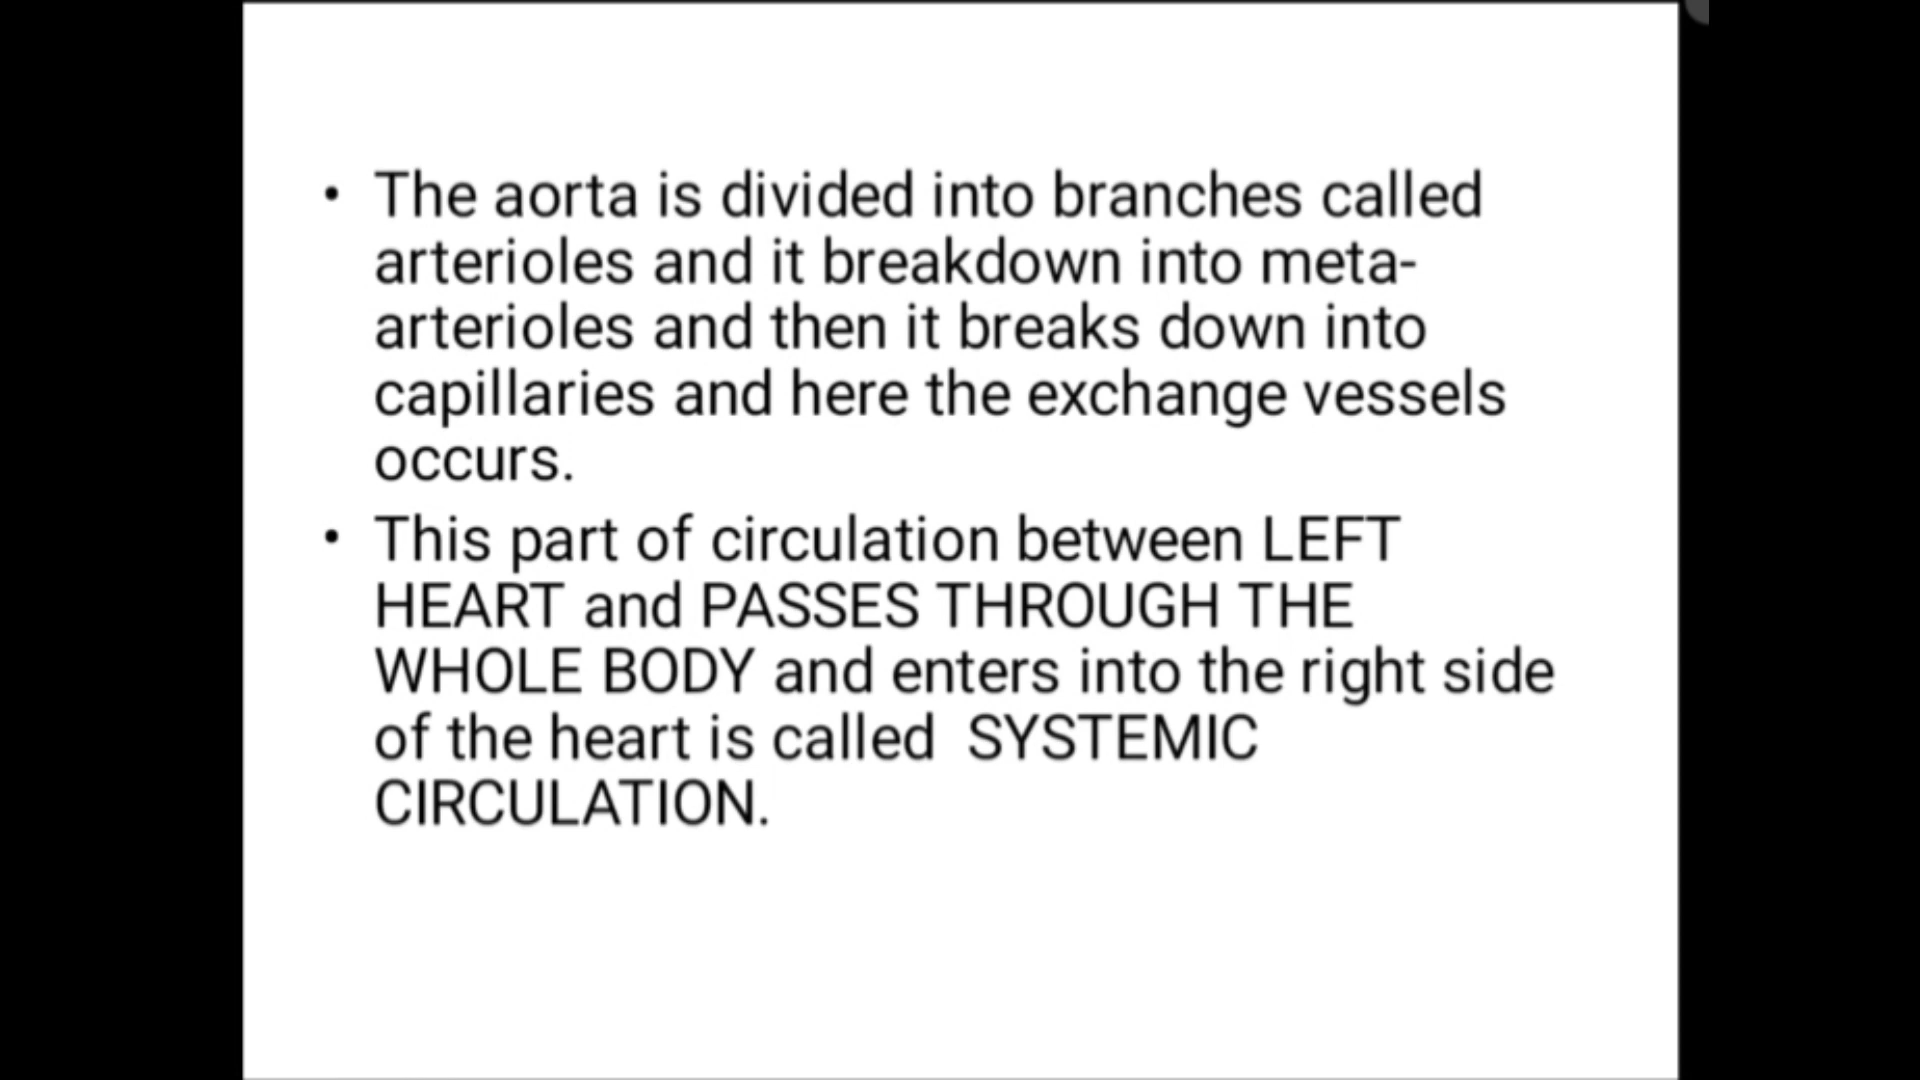 • The aorta is divided into branches called
arterioles and it breakdown into meta-
arterioles and then it breaks down into
capillaries and here the exchange vessels
occurs.
• This part of circulation between LEFT
HEART and PASSES THROUGH THE
WHOLE BODY and enters into the right side
of the heart is called  SYSTEMIC
CIRCULATION.